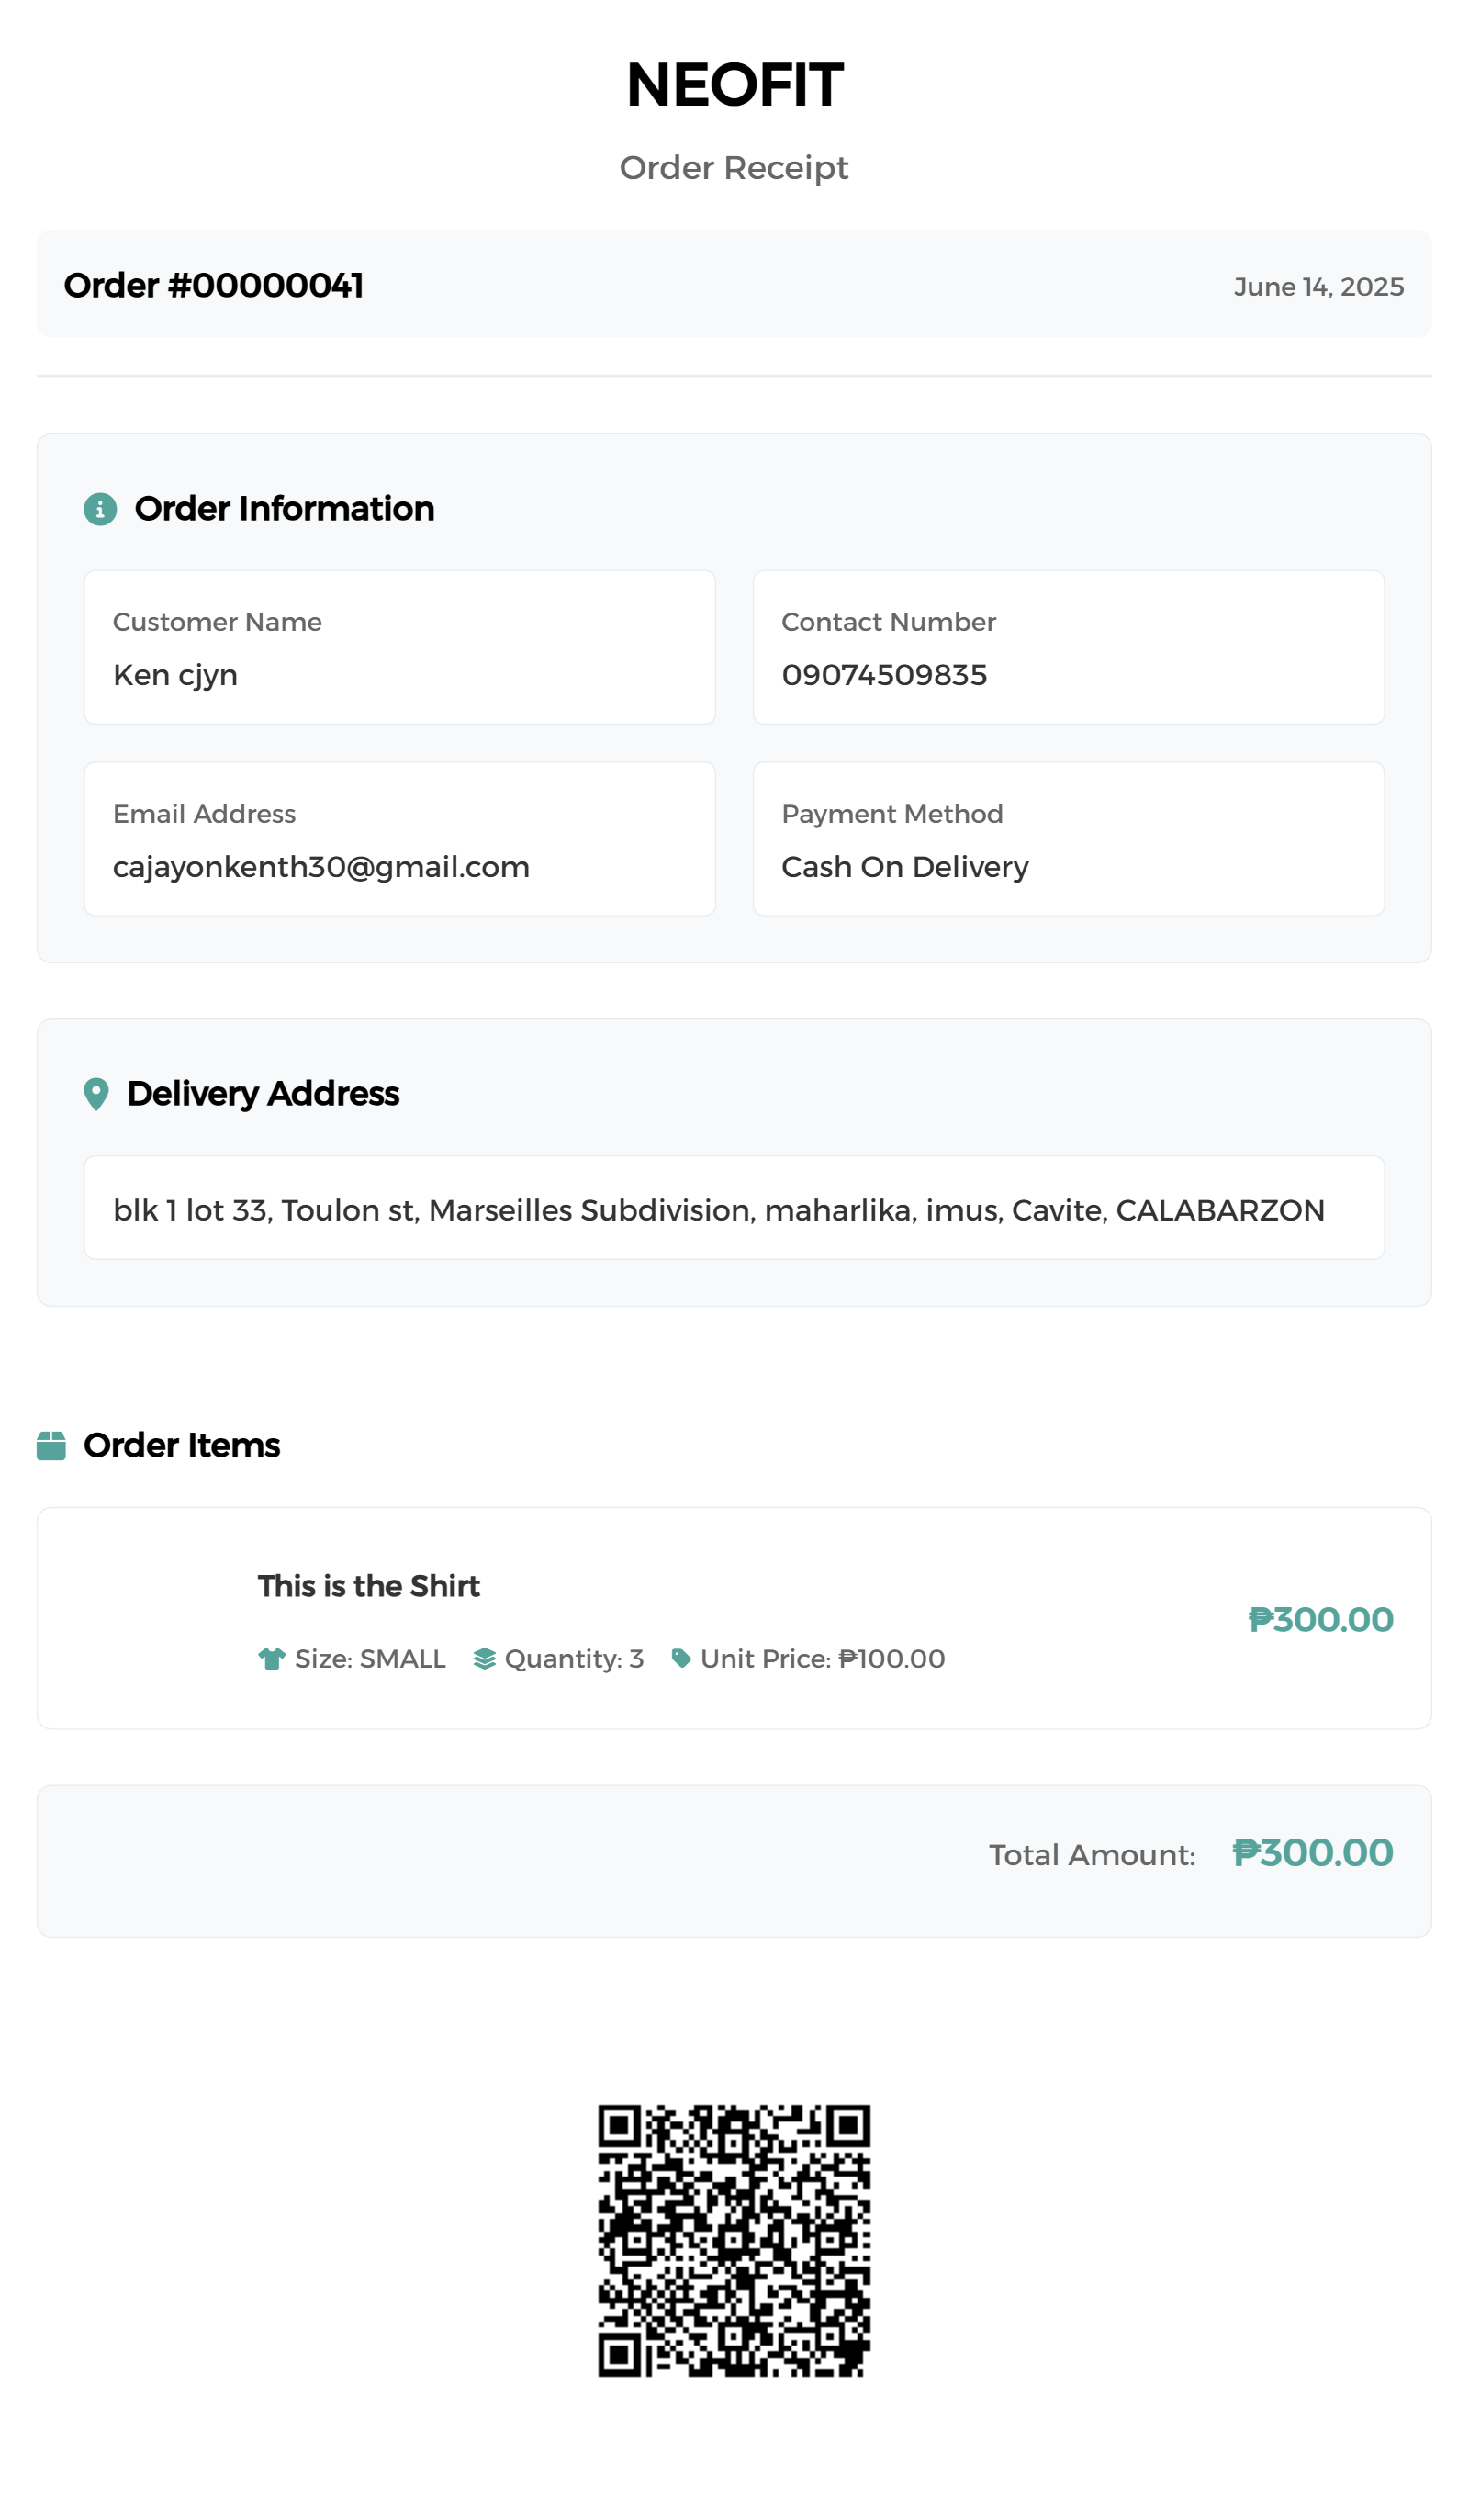 NEOFIT
Order Receipt
Order #00000041
June 14, 2025
Order Information
Customer Name
Ken cjyn
Contact Number
09074509835
Email Address
cajayonkenth30@gmail.com
Payment Method
Cash On Delivery
Delivery Address
blk 1 lot 33, Toulon st, Marseilles Subdivision, maharlika, imus, Cavite, CALABARZON
Order Items
This is the Shirt
Size: SMALL Quantity: 3 Unit Price: ₱100.00
₱300.00
Total Amount: ₱300.00